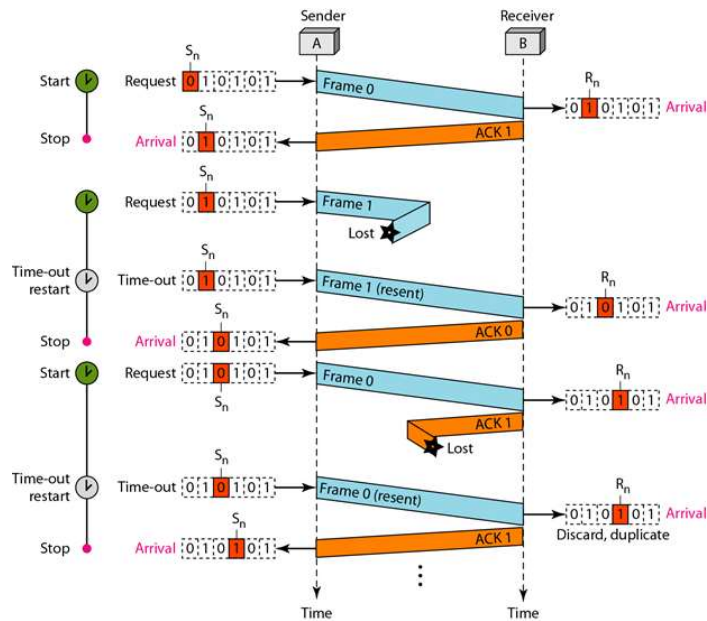 Sender Receiver
A B
Start Request Sn 0 1 0 1 0 1 Frame 0
Rn 0 1 0 1 0 1 Arrival
Stop Arrival Sn 0 1 0 1 0 1 ACK 1
Request Sn 0 1 0 1 0 1 Frame 1
Lost
Time-out
restart
Time-out Sn 0 1 0 1 0 1 Frame 1 (resent)
Rn 0 1 0 1 0 1 Arrival
Stop Arrival Sn 0 1 0 1 0 1 ACK 0
Start Request 0 1 0 1 0 1 Frame 0
Sn
Rn 0 1 0 1 0 1 Arrival
ACK 1
Lost
Time-out
restart
Time-out Sn 0 1 0 1 0 1 Frame 0 (resent)
Rn 0 1 0 1 0 1 Arrival
Discard, duplicate
Stop Arrival Sn 0 1 0 1 0 1 ACK 1
Time Time